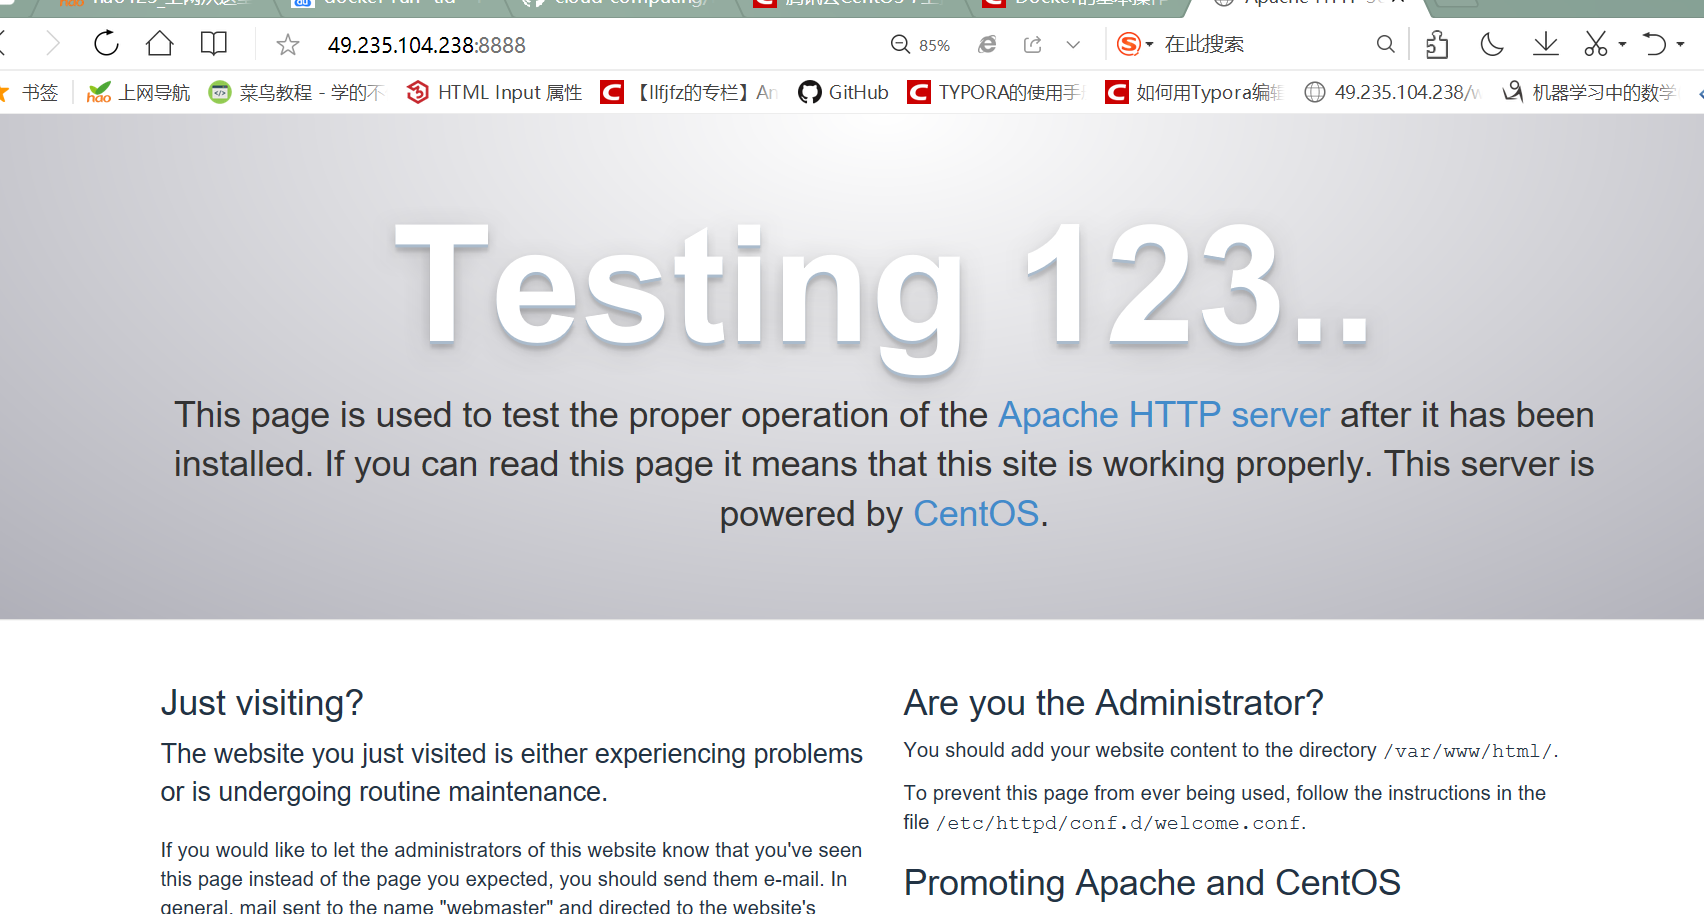 49.235.104.238:8888
85%
在此搜索
书签
上网导航
菜鸟教程 - 学的不
HTML Input 属性
【llfjfz的专栏】An
GitHub
TYPORA的使用手
如何用Typora编辑
49.235.104.238/w
机器学习中的数学
Testing 123..
This page is used to test the proper operation of the Apache HTTP server after it has been
installed. If you can read this page it means that this site is working properly. This server is
powered by CentOS.
Just visiting?
The website you just visited is either experiencing problems
or is undergoing routine maintenance.
If you would like to let the administrators of this website know that you've seen
this page instead of the page you expected, you should send them e-mail. In
general, mail sent to the name "webmaster" and directed to the website's
Are you the Administrator?
You should add your website content to the directory /var/www/html/.
To prevent this page from ever being used, follow the instructions in the
file /etc/httpd/conf.d/welcome.conf.
Promoting Apache and CentOS